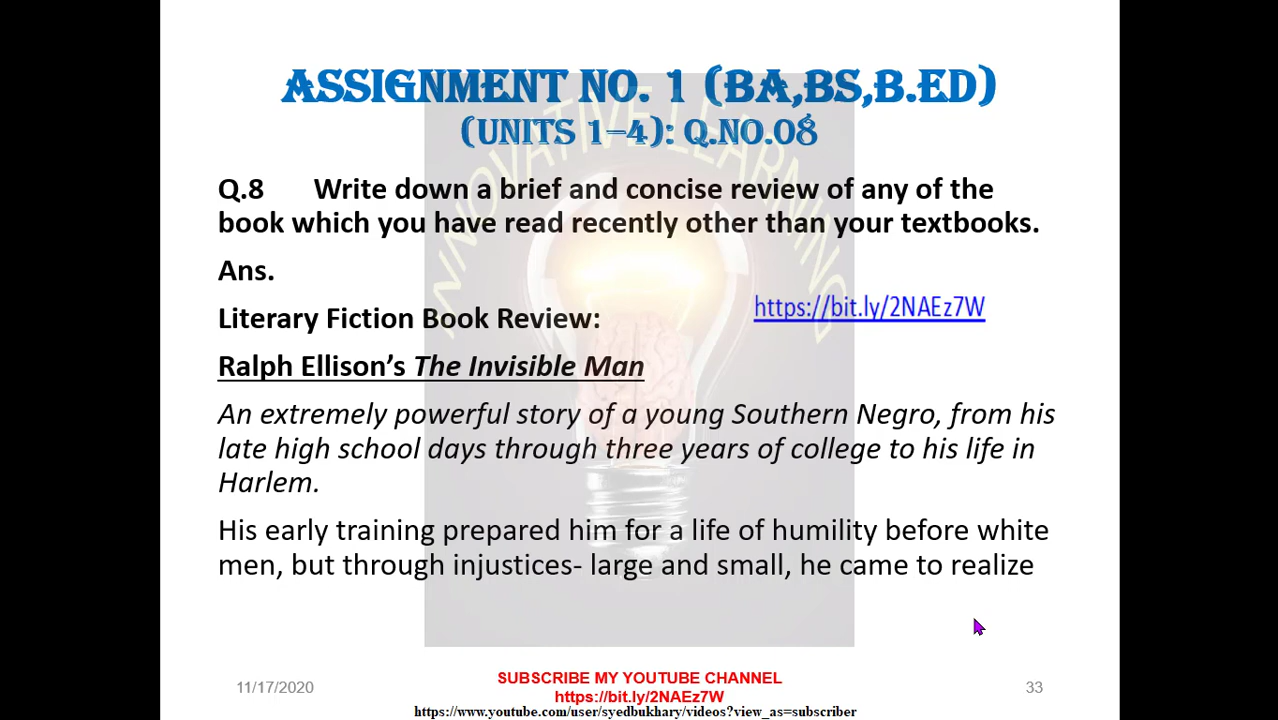 ASSIGNMENT NO. 1 (BA,BS,B.ED)
(UNITS 1–4): Q.NO.08
Q.8 Write down a brief and concise review of any of the
book which you have read recently other than your textbooks.
Ans.
https://bit.ly/2NAEz7W
Literary Fiction Book Review:
Ralph Ellison’s The Invisible Man
An extremely powerful story of a young Southern Negro, from his
late high school days through three years of college to his life in
Harlem.
His early training prepared him for a life of humility before white
men, but through injustices- large and small, he came to realize
INNOVATIVE LEARNING
11/17/2020
SUBSCRIBE MY YOUTUBE CHANNEL
https://bit.ly/2NAEz7W
https://www.youtube.com/user/syedbukhary/videos?view_as=subscriber
33